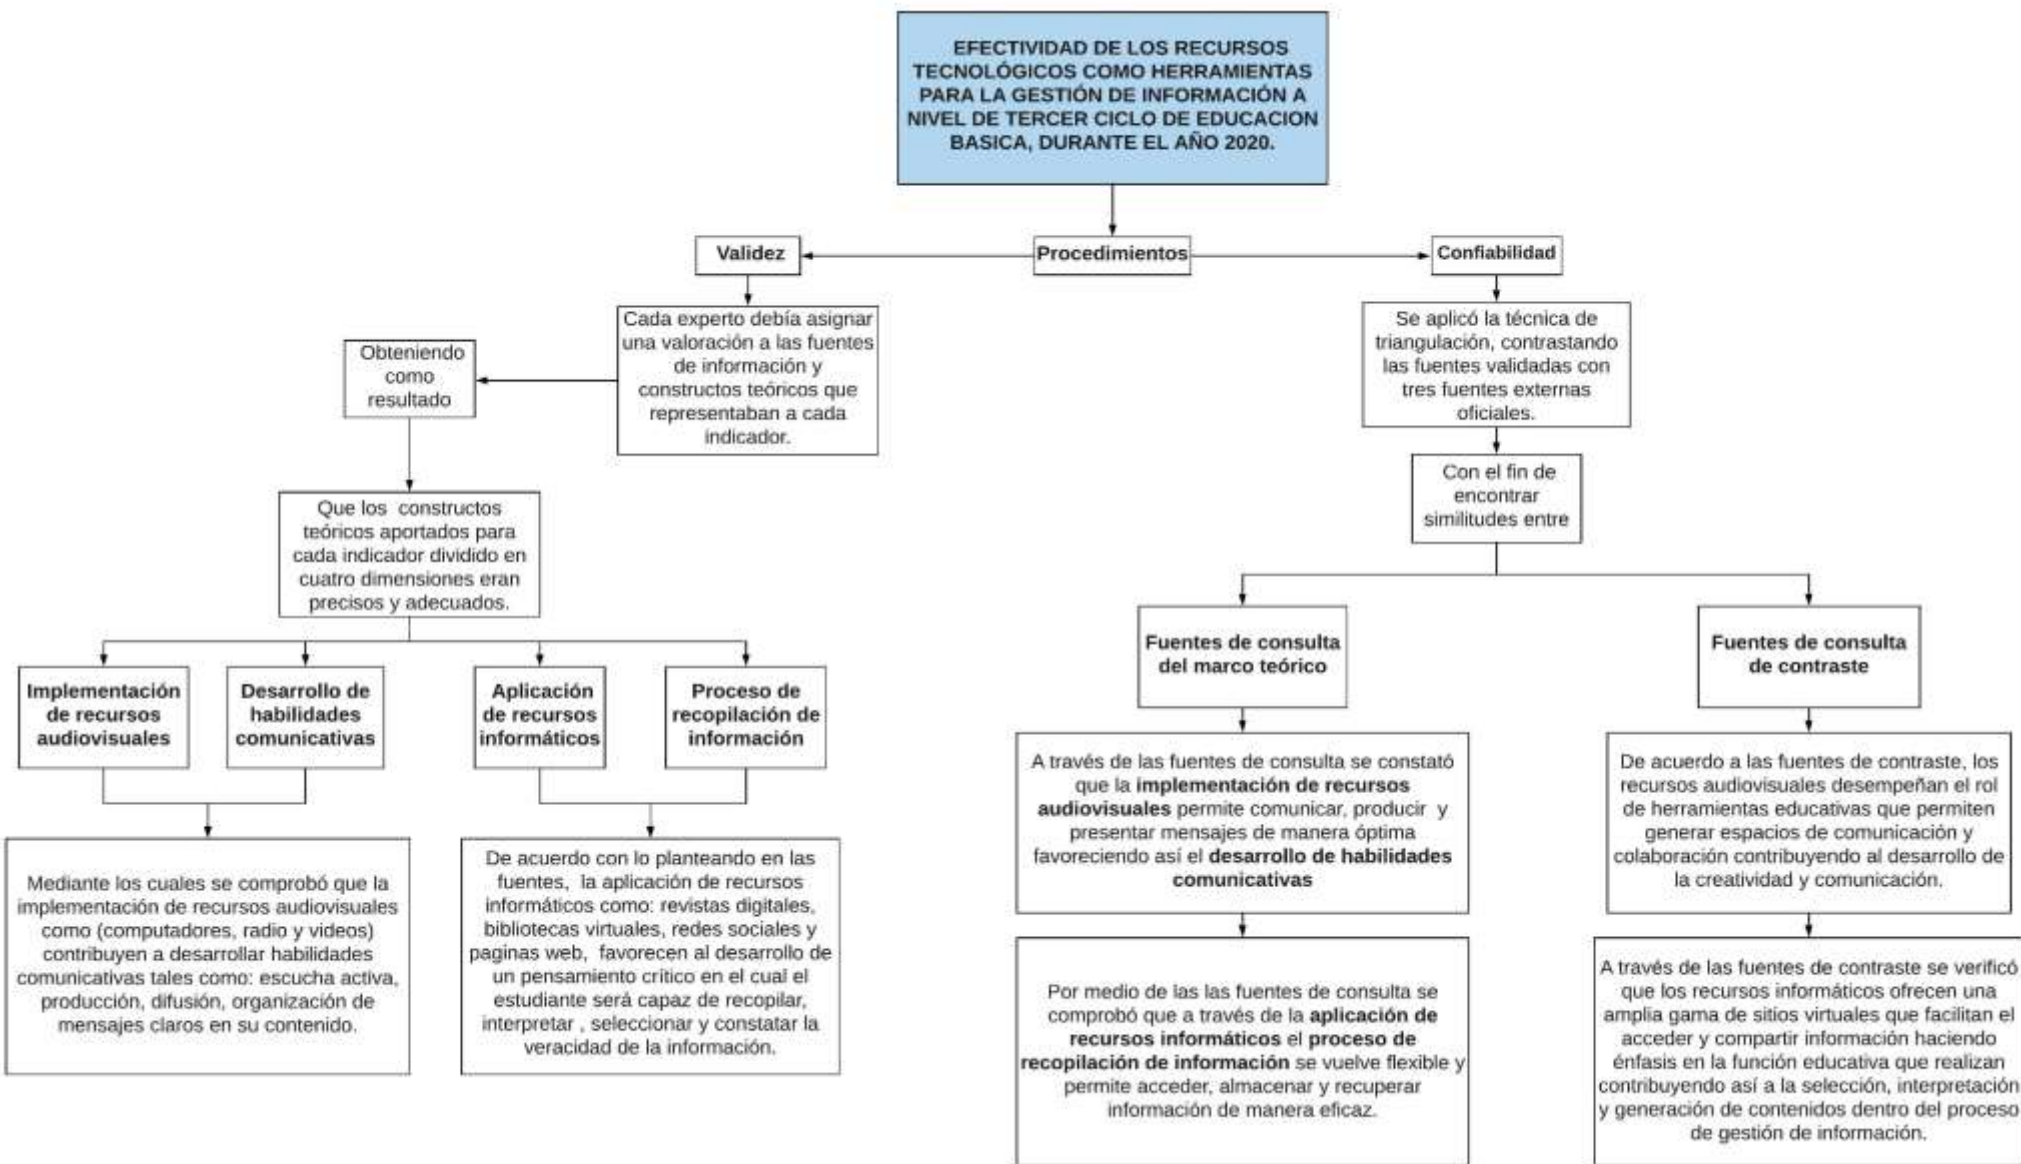 EFECTIVIDAD DE LOS RECURSOS
TECNOLÓGICOS COMO HERRAMIENTAS
PARA LA GESTIÓN DE INFORMACIÓN A
NIVEL DE TERCER CICLO DE EDUCACION
BASICA, DURANTE EL AÑO 2020.
Validez
Procedimientos
Confiabilidad
Cada experto debía asignar
una valoración a las fuentes
de información y
constructos teóricos que
representaban a cada
indicador.
Obteniendo
como
resultado
Que los constructos
teóricos aportados para
cada indicador dividido en
cuatro dimensiones eran
precisos y adecuados.
Implementación
de recursos
audiovisuales
Desarrollo de
habilidades
comunicativas
Aplicación
de recursos
informáticos
Proceso de
recopilación de
información
Mediante los cuales se comprobó que la
implementación de recursos audiovisuales
como (computadores, radio y videos)
contribuyen a desarrollar habilidades
comunicativas tales como: escucha activa,
producción, difusión, organización de
mensajes claros en su contenido.
De acuerdo con lo planteando en las
fuentes, la aplicación de recursos
informáticos como: revistas digitales,
bibliotecas virtuales, redes sociales y
paginas web, favorecen al desarrollo de
un pensamiento crítico en el cual el
estudiante será capaz de recopilar,
interpretar , seleccionar y constatar la
veracidad de la información.
Se aplicó la técnica de
triangulación, contrastando
las fuentes validadas con
tres fuentes externas
oficiales.
Con el fin de
encontrar
similitudes entre
Fuentes de consulta
del marco teórico
Fuentes de consulta
de contraste
A través de las fuentes de consulta se constató
que la implementación de recursos
audiovisuales permite comunicar, producir y
presentar mensajes de manera óptima
favoreciendo así el desarrollo de habilidades
comunicativas
De acuerdo a las fuentes de contraste, los
recursos audiovisuales desempeñan el rol
de herramientas educativas que permiten
generar espacios de comunicación y
colaboración contribuyendo al desarrollo de
la creatividad y comunicación.
Por medio de las las fuentes de consulta se
comprobó que a través de la aplicación de
recursos informáticos el proceso de
recopilación de información se vuelve flexible y
permite acceder, almacenar y recuperar
información de manera eficaz.
A través de las fuentes de contraste se verificó
que los recursos informáticos ofrecen una
amplia gama de sitios virtuales que facilitan el
acceder y compartir información haciendo
énfasis en la función educativa que realizan
contribuyendo así a la selección, interpretación
y generación de contenidos dentro del proceso
de gestión de información.